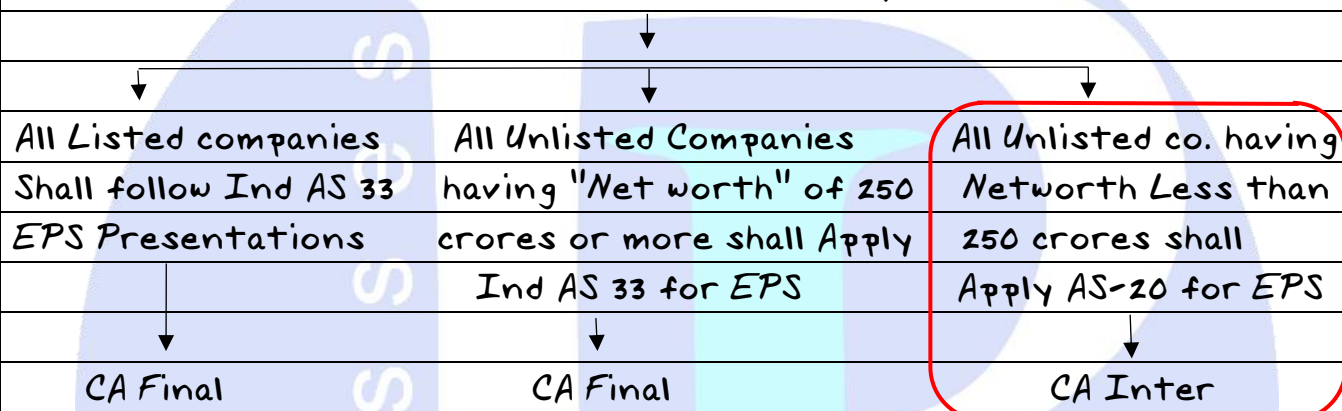 All Listed companies
Shall follow Ind AS 33
EPS Presentations
CA Final
All Unlisted Companies
having "Net worth" of 250
crores or more shall Apply
Ind AS 33 for EPS
CA Final
All Unlisted co. having
Networth Less than
250 crores shall
Apply AS-20 for EPS
CA Inter